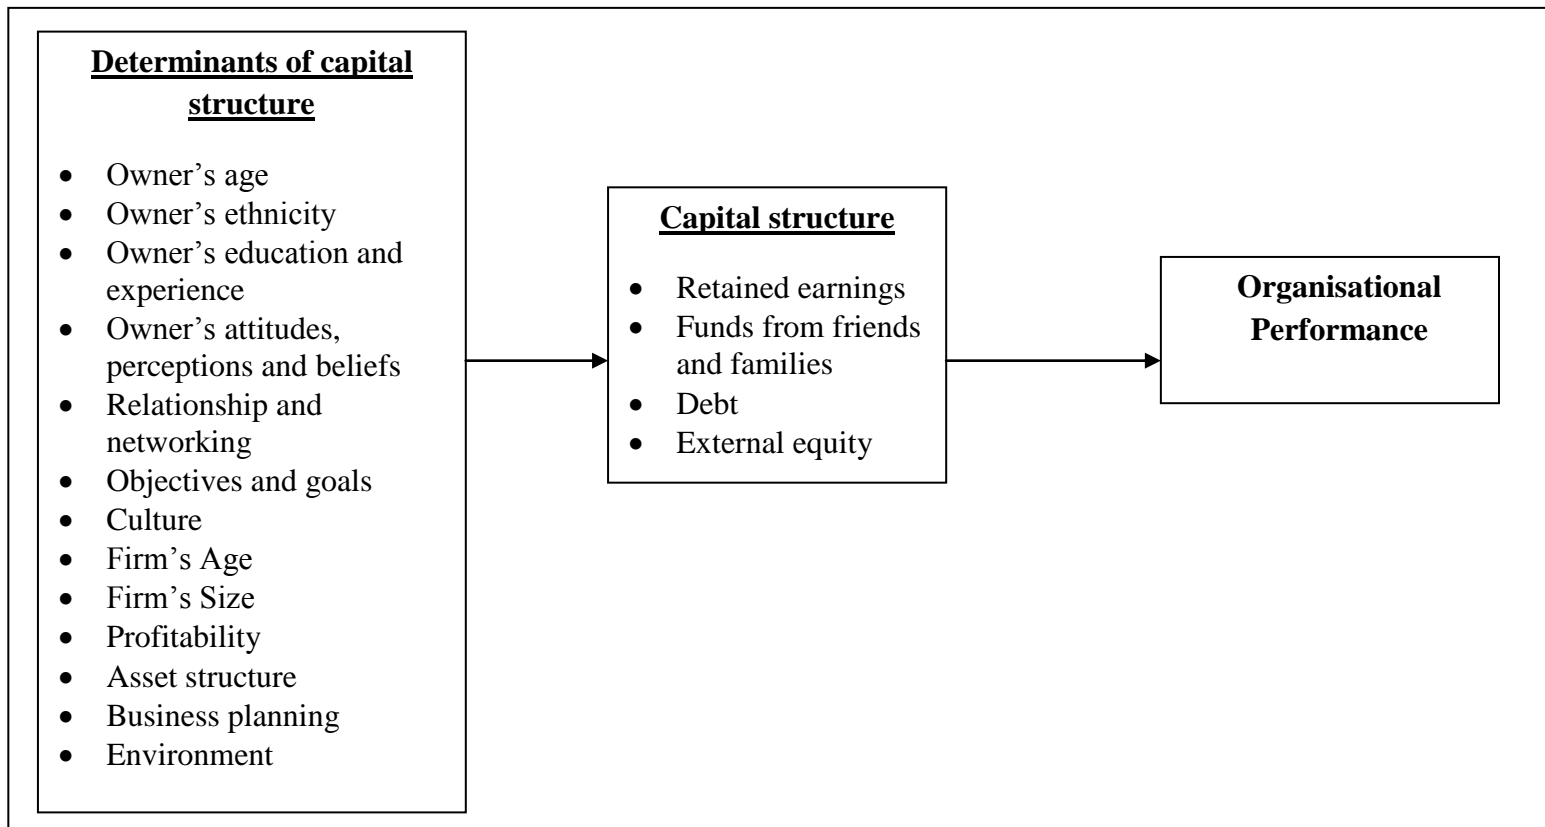 Determinants of capital
structure
• Owner’s age
• Owner’s ethnicity
• Owner’s education and
experience
• Owner’s attitudes,
perceptions and beliefs
• Relationship and
networking
• Objectives and goals
• Culture
• Firm’s Age
• Firm’s Size
• Profitability
• Asset structure
• Business planning
• Environment
Capital structure
• Retained earnings
• Funds from friends
and families
• Debt
• External equity
Organisational
Performance